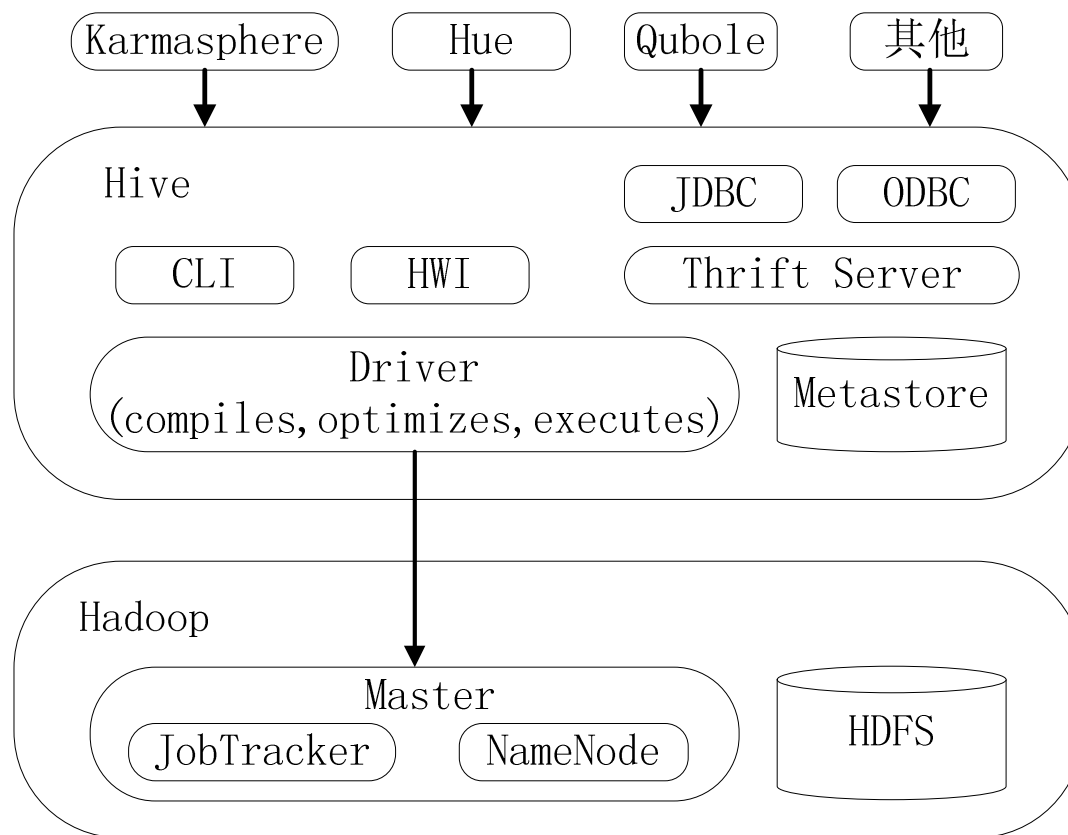 Karmasphere
Hue
Qubole
其他
Hive
JDBC
ODBC
CLI
HWI
Thrift Server
Driver
(compiles,optimizes,executes)
Metastore
Hadoop
Master
JobTracker
NameNode
HDFS